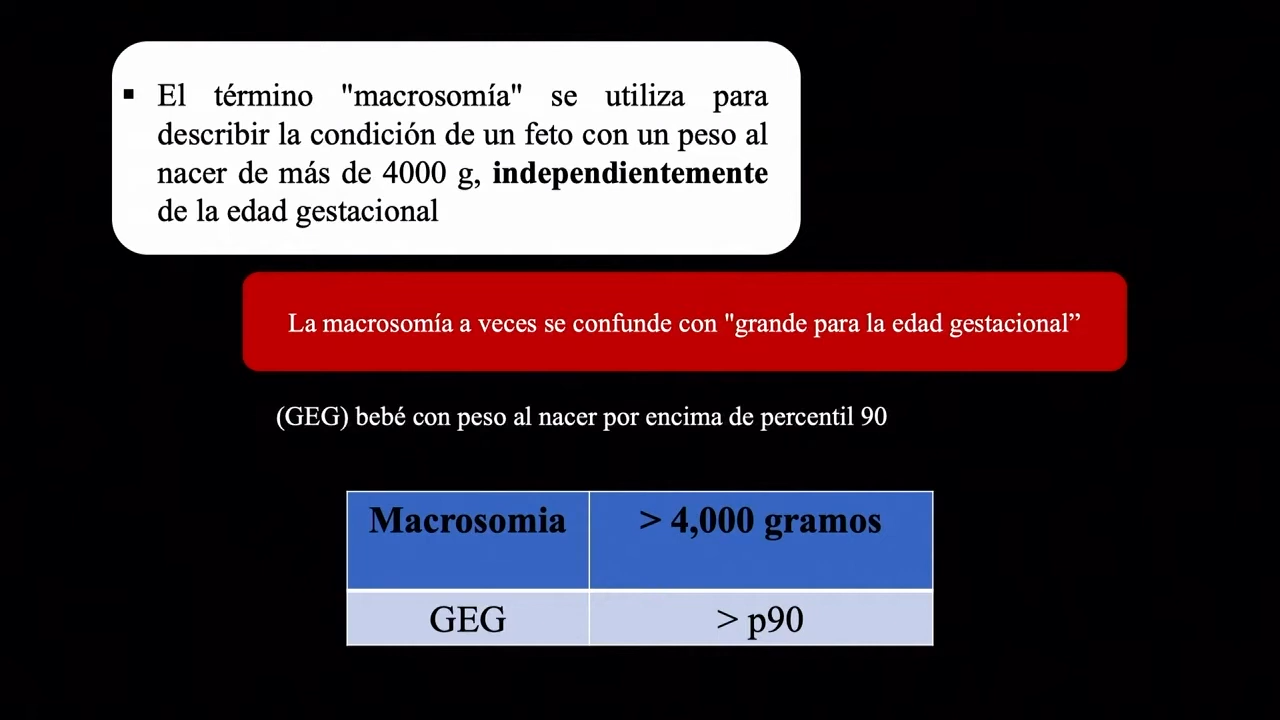 ▪ El término "macrosomía" se utiliza para
describir la condición de un feto con un peso al
nacer de más de 4000 g, independientemente
de la edad gestacional
La macrosomía a veces se confunde con "grande para la edad gestacional”
(GEG) bebé con peso al nacer por encima de percentil 90
Macrosomia > 4,000 gramos
GEG > p90